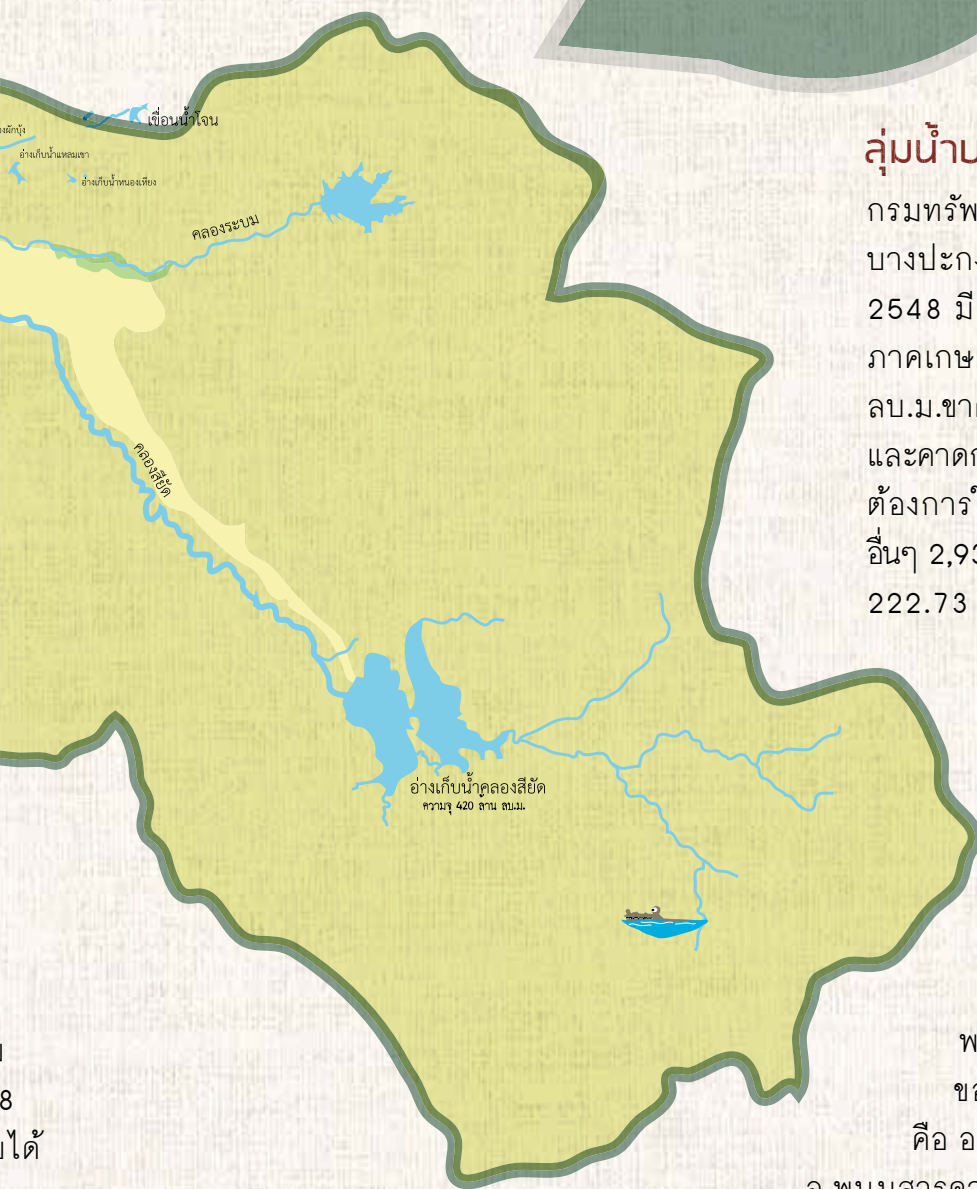 เขื่อนน้ำโจน
อ่างเก็บน้ำแหลมเขา
อ่างเก็บน้ำหนองเหียง
คลองระบม
คลองสียัด
อ่างเก็บน้ำคลองสียัด
ความจุ 420 ล้าน ลบ.ม.
ลุ่มน้ำ
กรมทรัพ
บางปะกง
2548 มี
ภาคเกษ
ลบ.ม.ขา
และคาดก
ต้องการ
อื่นๆ 2,93
222.73
8
ได้
พ
ขอ
คือ อ